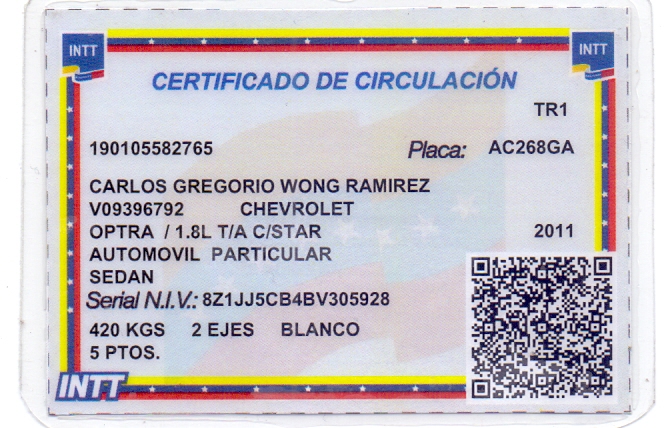 INTT
INTT
CERTIFICADO DE CIRCULACIÓN
TR1
190105582765 Placa: AC268GA
CARLOS GREGORIO WONG RAMIREZ
V09396792 CHEVROLET
OPTRA / 1.8L T/A C/STAR 2011
AUTOMOVIL PARTICULAR
SEDAN
Serial N.I.V.: 8Z1JJ5CB4BV305928
420 KGS 2 EJES BLANCO
5 PTOS.
INTT